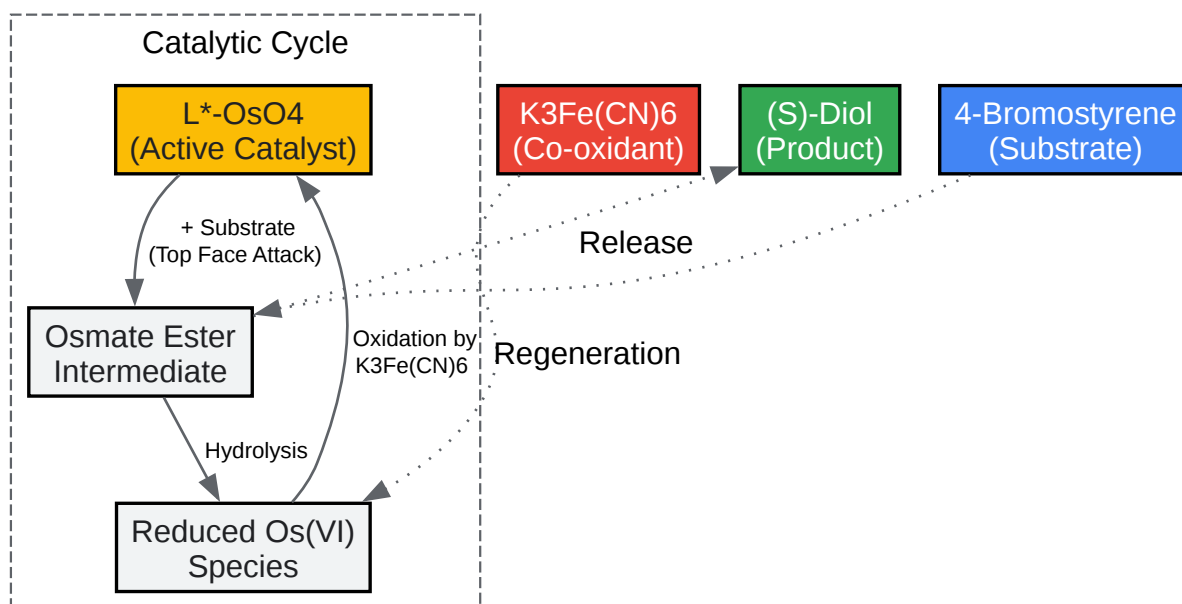 Catalytic Cycle
L*-OsO4
(Active Catalyst)
K3Fe(CN)6
(Co-oxidant)
(S)-Diol
(Product)
4-Bromostyrene
(Substrate)
+ Substrate
(Top Face Attack)
Release
Osmate Ester
Intermediate
Oxidation by
K3Fe(CN)6
Regeneration
Hydrolysis
Reduced Os(VI)
Species